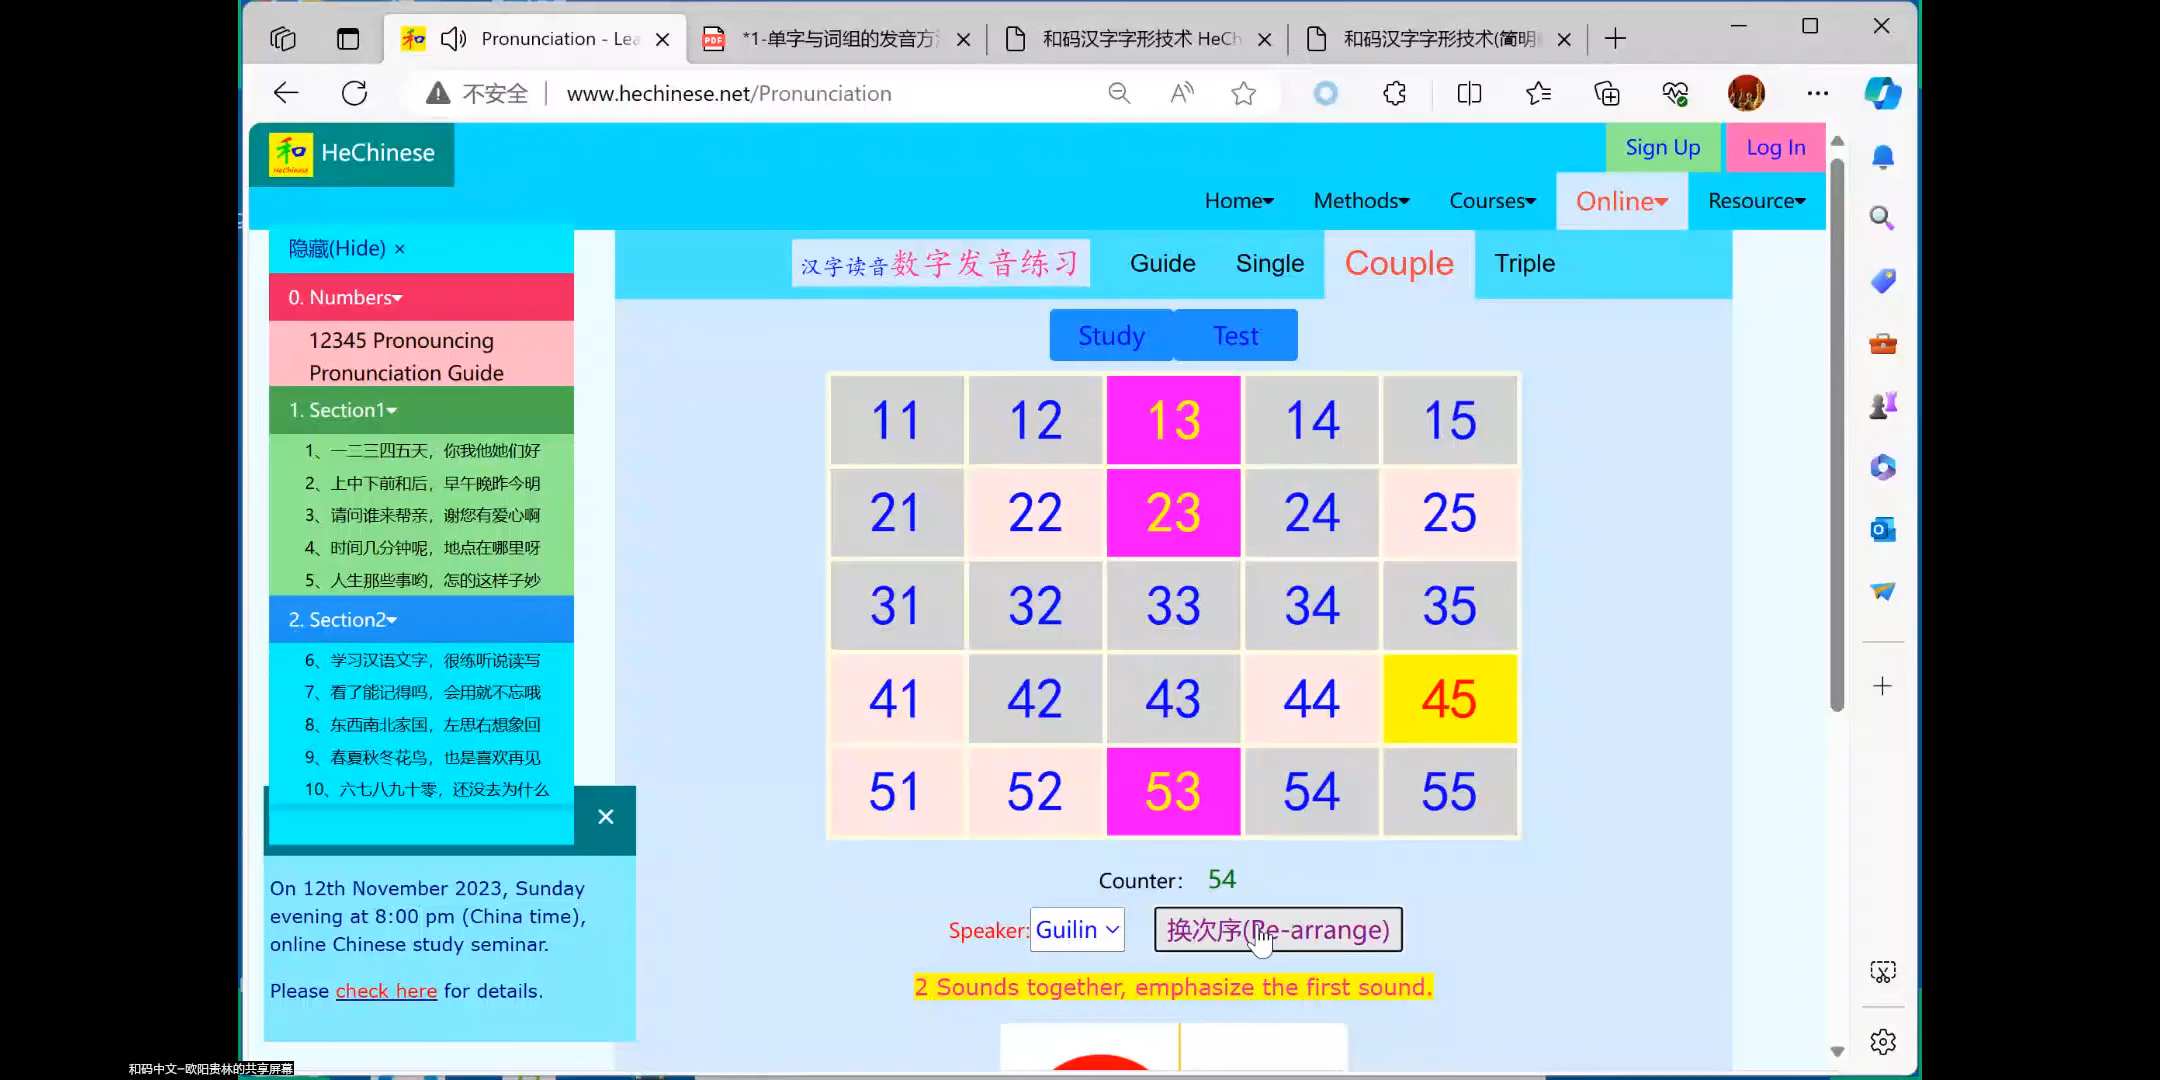 Pronunciation - Lea
*1-单字与词组的发音方法
和码汉字字形技术 HeCh
和码汉字字形技术(简明
不安全
www.hechinese.net/Pronunciation
和
HeChinese
HeChinese
Sign Up
Log In
Home
Methods
Courses
Online
Resource
隐藏(Hide) ×
0. Numbers
12345 Pronouncing
Pronunciation Guide
1. Section1
1、一二三四五天，你我他她们好
2、上中下前和后，早午晚昨今明
3、请问谁来帮亲，谢您有爱心啊
4、时间几分钟呢，地点在哪里呀
5、人生那些事哟，怎的这样子妙
2. Section2
6、学习汉语文字，很练听说读写
7、看了能记得吗，会用就不忘哦
8、东西南北家国，左思右想象回
9、春夏秋冬花鸟，也是喜欢再见
10、六七八九十零，还没去为什么
On 12th November 2023, Sunday
evening at 8:00 pm (China time),
online Chinese study seminar.
Please check here for details.
汉字读音数字发音练习
Guide
Single
Couple
Triple
Study
Test
11 12 13 14 15
21 22 23 24 25
31 32 33 34 35
41 42 43 44 45
51 52 53 54 55
Counter: 54
Speaker: Guilin
换次序(Re-arrange)
2 Sounds together, emphasize the first sound.
和码中文-欧阳贵林的共享屏幕